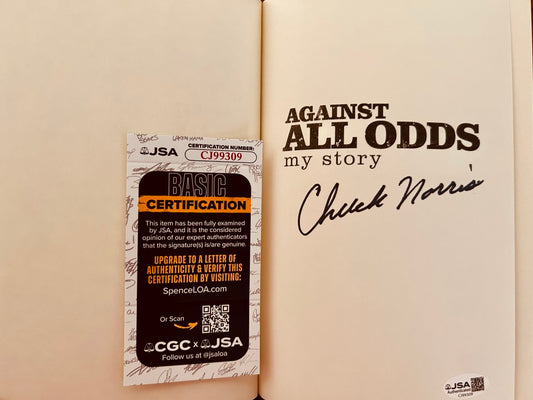 JSA
CERTIFICATION NUMBER:
CJ99309
BASIC
CERTIFICATION
This item has been fully examined
by JSA, and it is the considered
opinion of our expert authenticators
that the signature(s) is/are genuine.
UPGRADE TO A LETTER OF
AUTHENTICITY & VERIFY THIS
CERTIFICATION BY VISITING:
SpenceLOA.com
Or Scan
CGC x JSA
Follow us at @jsaloa
AGAINST
ALL ODDS
my story
Chuck Norris
JSA
Authenticated
CJ99309